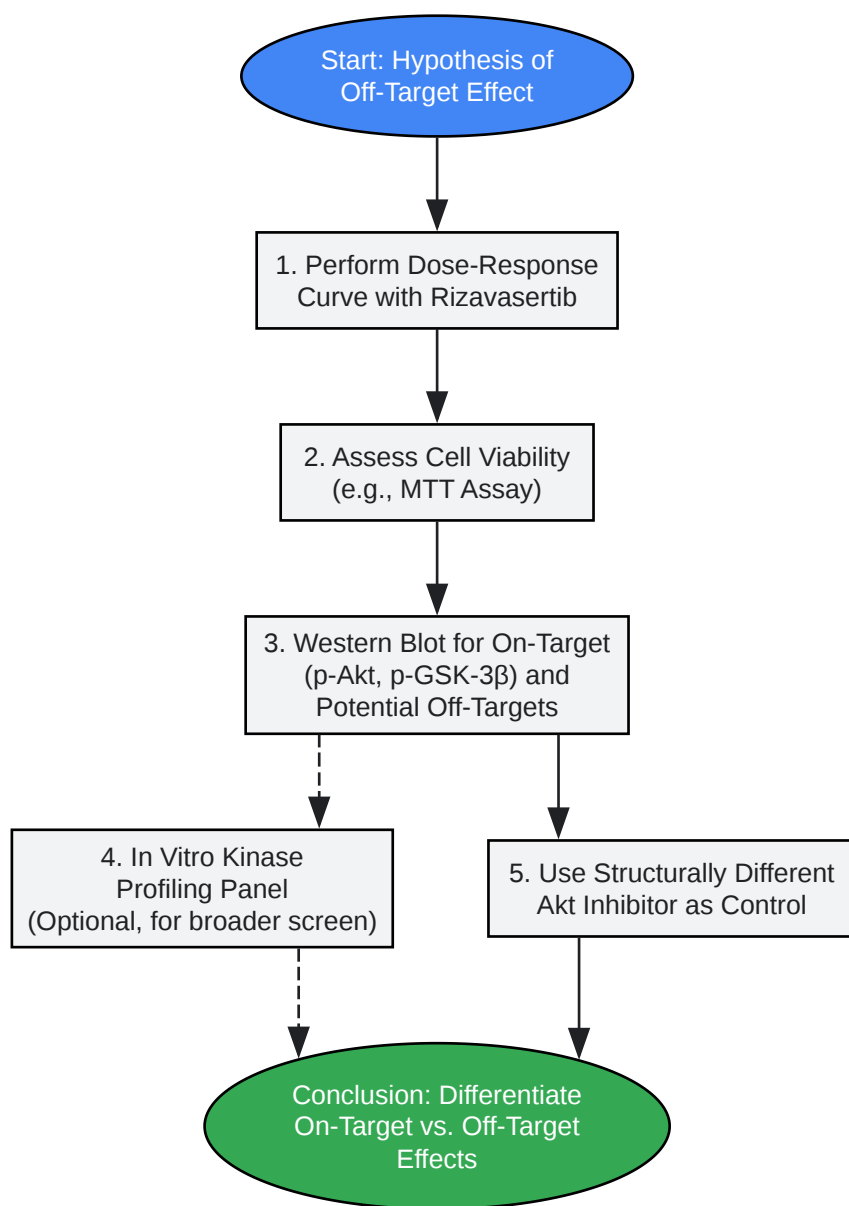 Start: Hypothesis of
Off-Target Effect
1. Perform Dose-Response
Curve with Rizavasertib
2. Assess Cell Viability
(e.g., MTT Assay)
3. Western Blot for On-Target
(p-Akt, p-GSK-3β) and
Potential Off-Targets
4. In Vitro Kinase
Profiling Panel
(Optional, for broader screen)
5. Use Structurally Different
Akt Inhibitor as Control
Conclusion: Differentiate
On-Target vs. Off-Target
Effects